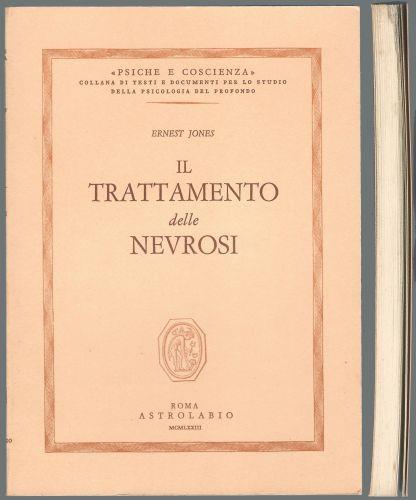 «PSICHE E COSCIENZA»
COLLANA DI TESTI E DOCUMENTI PER LO STUDIO
DELLA PSICOLOGIA DEL PROFONDO
ERNEST JONES
IL
TRATTAMENTO
delle
NEVROSI
ROMA
ASTROLABIO
MCMLXXIII